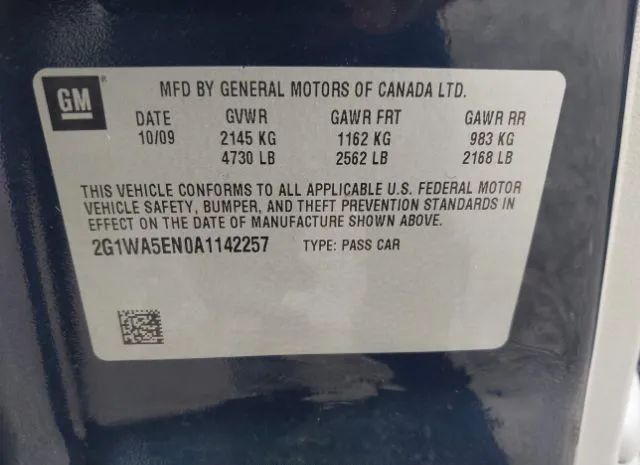 GM
MFD BY GENERAL MOTORS OF CANADA LTD.
DATE GVWR GAWR FRT GAWR RR
10/09 2145 KG 1162 KG 983 KG
4730 LB 2562 LB 2168 LB
THIS VEHICLE CONFORMS TO ALL APPLICABLE U.S. FEDERAL MOTOR
VEHICLE SAFETY, BUMPER, AND THEFT PREVENTION STANDARDS IN
EFFECT ON THE DATE OF MANUFACTURE SHOWN ABOVE.
2G1WA5EN0A1142257 TYPE: PASS CAR